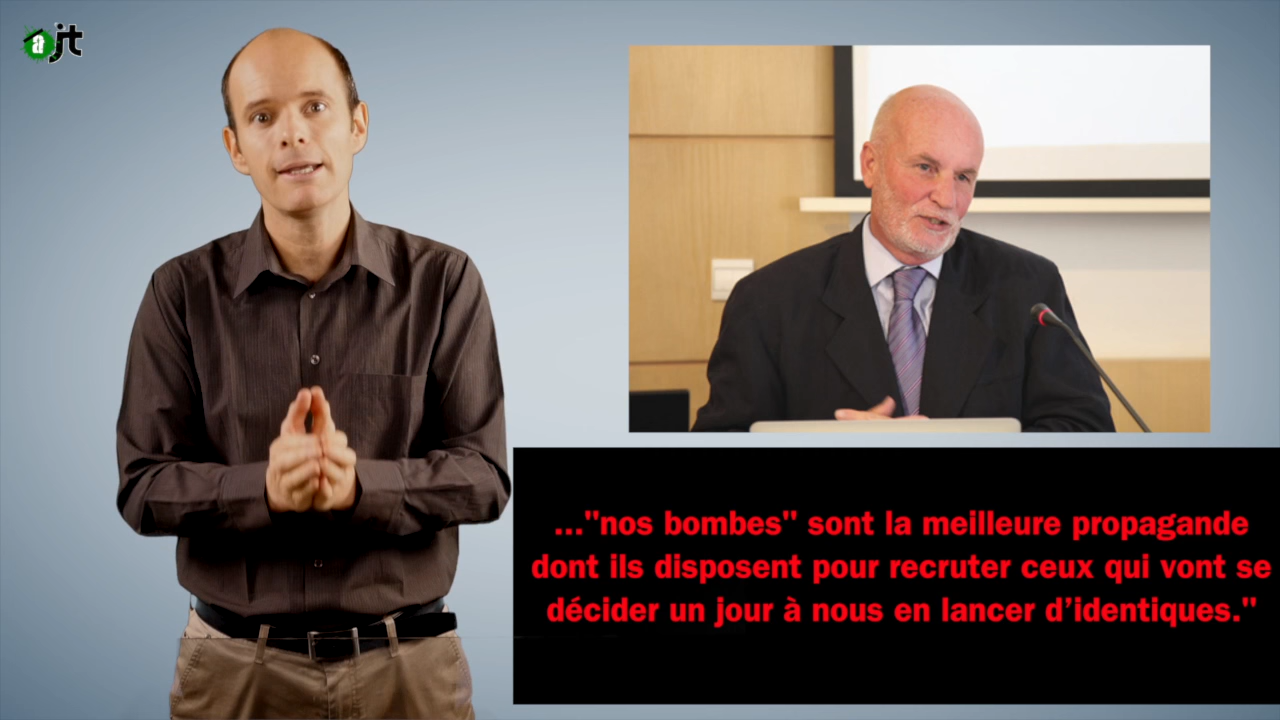 ajt
..."nos bombes" sont la meilleure propagande
dont ils disposent pour recruter ceux qui vont se
décider un jour à nous en lancer d’identiques."